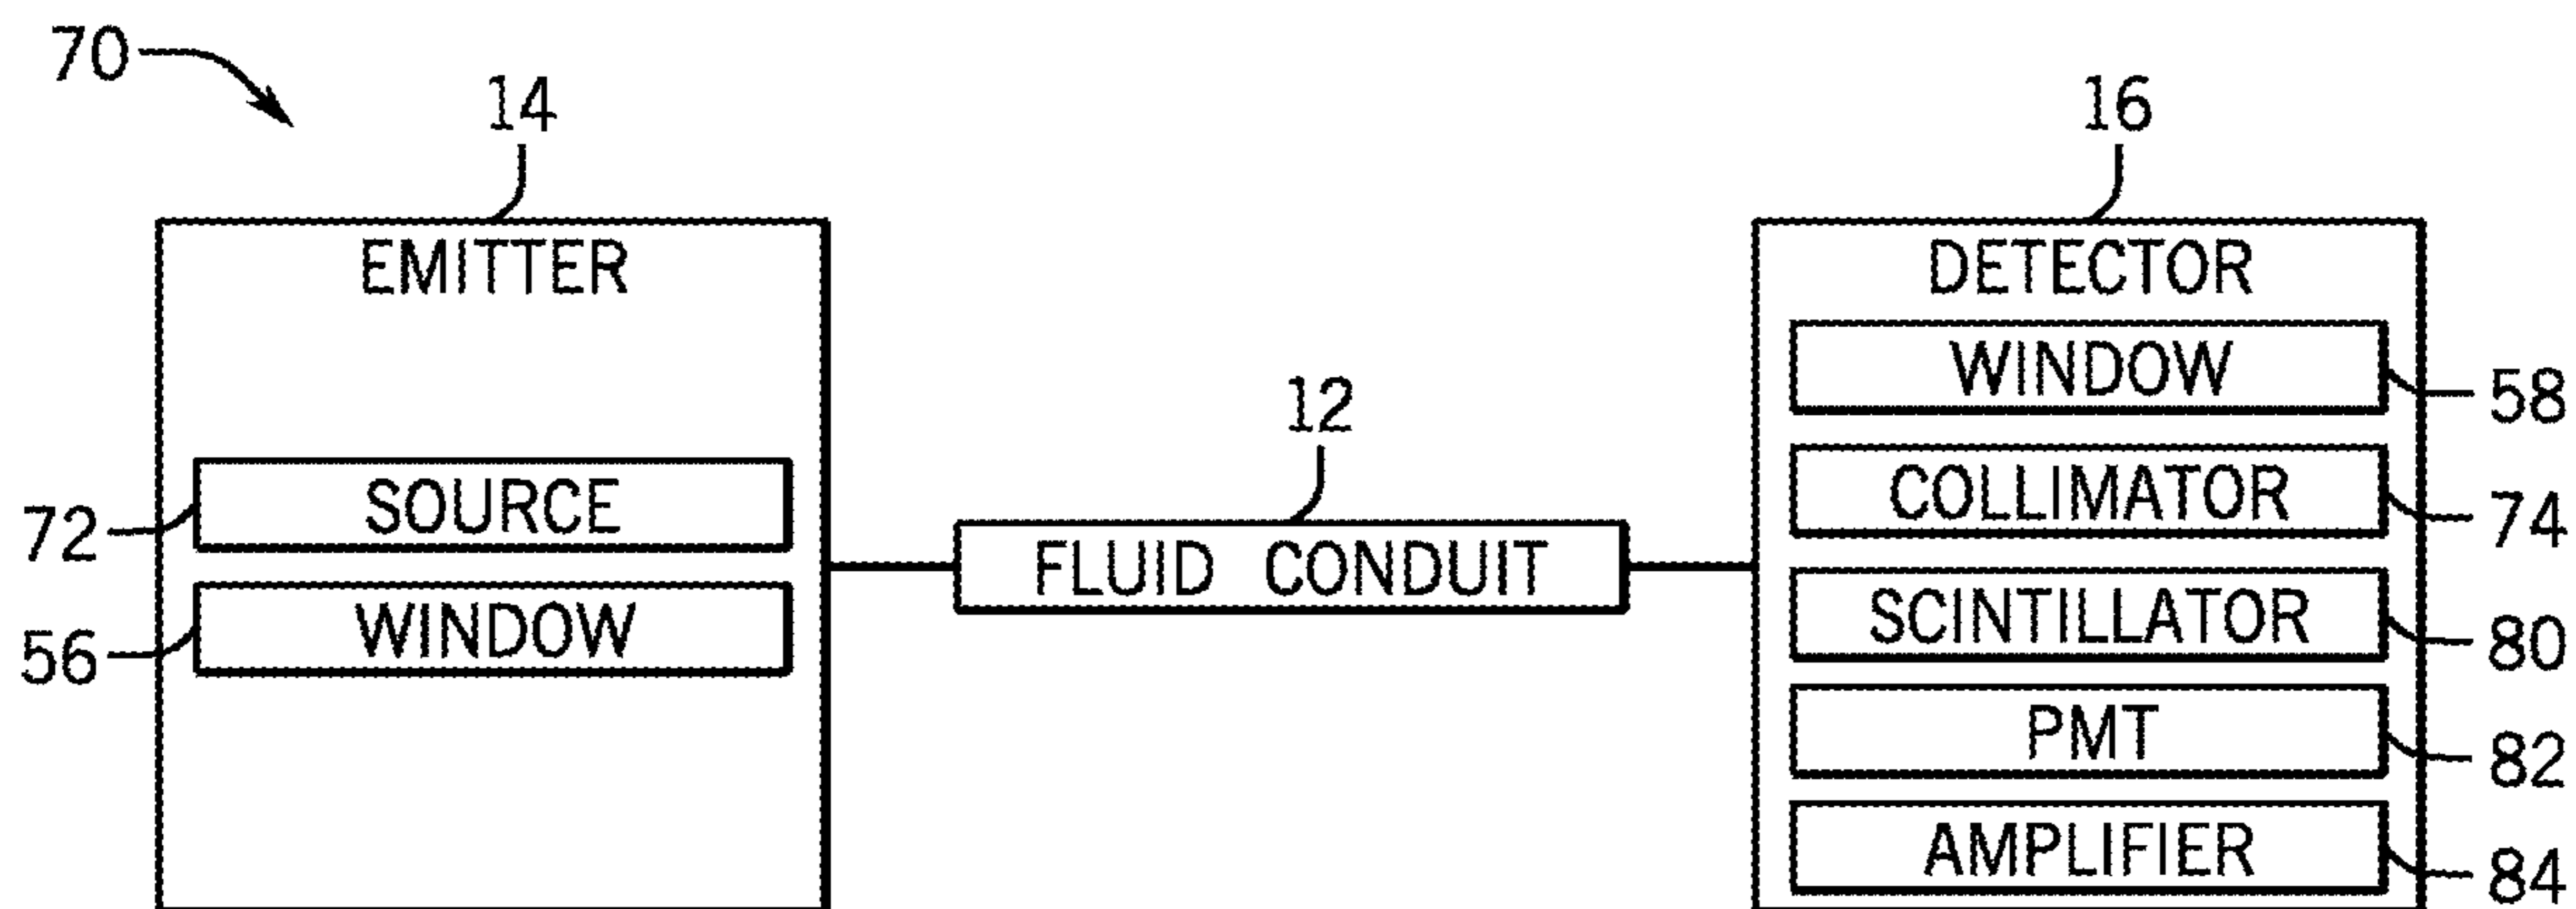 70
14
16
EMITTER
DETECTOR
WINDOW
58
12
COLLIMATOR
74
72
SOURCE
FLUID CONDUIT
56
WINDOW
SCINTILLATOR
80
PMT
82
AMPLIFIER
84